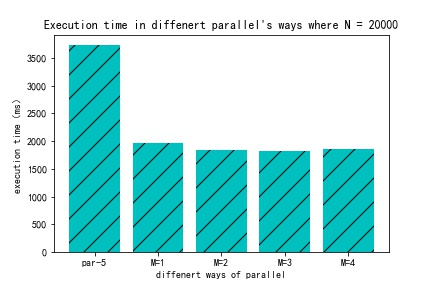 Execution time in diffenert parallel's ways where N = 20000
execution time (ms)
3500
3000
2500
2000
1500
1000
500
0
par-5 M=1 M=2 M=3 M=4
diffenert ways of parallel